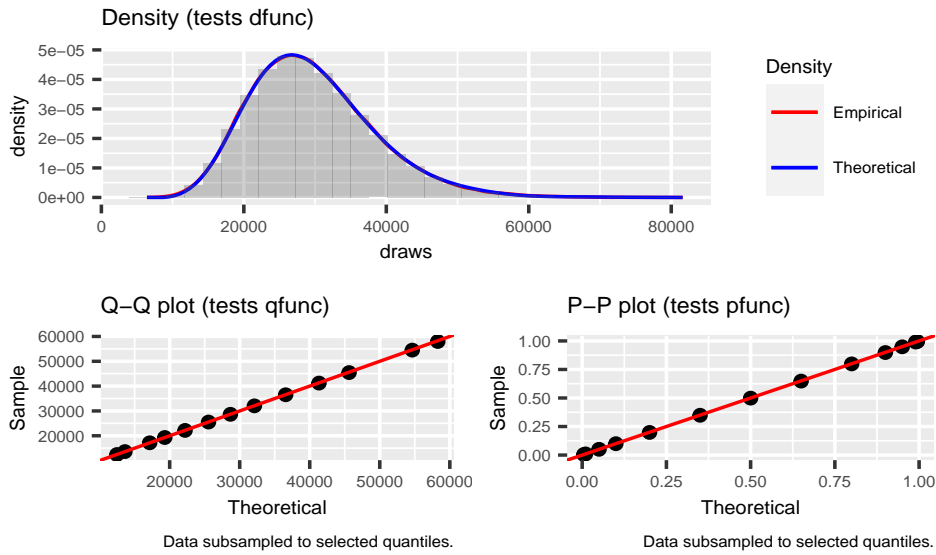 Density (tests dfunc)
5e−05
4e−05
3e−05
2e−05
1e−05
0e+00
density
0 20000 40000 60000 80000
draws
Density
Empirical
Theoretical
Q−Q plot (tests qfunc)
60000
50000
40000
30000
20000
Sample
20000 30000 40000 50000 60000
Theoretical
Data subsampled to selected quantiles.
P−P plot (tests pfunc)
1.00
0.75
0.50
0.25
0.00
Sample
0.00 0.25 0.50 0.75 1.00
Theoretical
Data subsampled to selected quantiles.